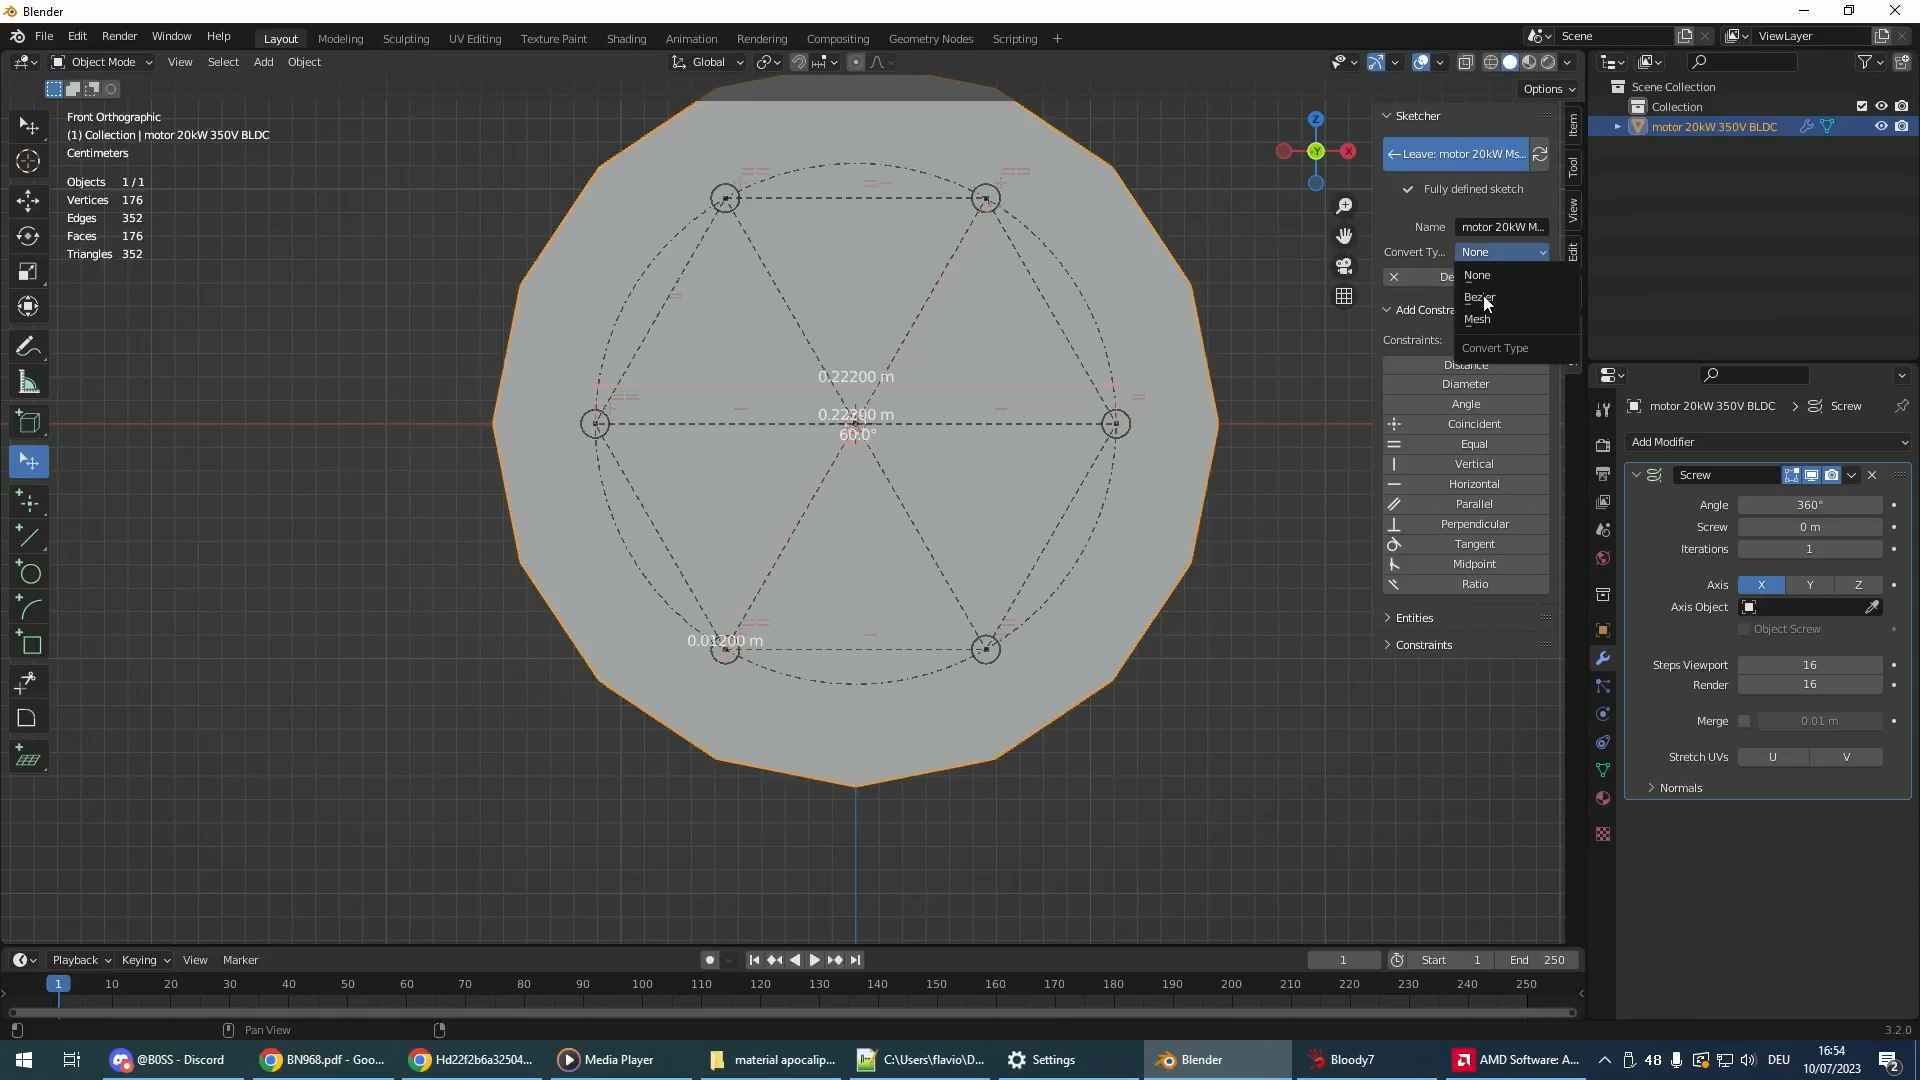 Blender
File Edit Render Window Help
Layout Modeling Sculpting UV Editing Texture Paint Shading Animation Rendering Compositing Geometry Nodes Scripting +
Scene
ViewLayer
Object Mode View Select Add Object
Global
Options
Front Orthographic
(1) Collection | motor 20kW 350V BLDC
Centimeters
Objects 1 / 1
Vertices 176
Edges 352
Faces 176
Triangles 352
0.22200 m
0.22200 m
60.0°
0.01200 m
Z
-Y
X
Sketcher
Leave: motor 20kW Ms...
Fully defined sketch
Name motor 20kW M...
Convert Ty... None
None
Bezier
Mesh
Convert Type
De
Add Constra
Constraints:
Distance
Diameter
Angle
Coincident
Equal
Vertical
Horizontal
Parallel
Perpendicular
Tangent
Midpoint
Ratio
Entities
Constraints
Item
Tool
View
Edit
Scene Collection
Collection
motor 20kW 350V BLDC
motor 20kW 350V BLDC Screw
Add Modifier
Screw
Angle 360°
Screw 0 m
Iterations 1
Axis X Y Z
Axis Object
Object Screw
Steps Viewport 16
Render 16
Merge 0.01 m
Stretch UVs U V
Normals
Playback Keying View Marker
1 Start 1 End 250
1 10 20 30 40 50 60 70 80 90 100 110 120 130 140 150 160 170 180 190 200 210 220 230 240 250
Pan View
3.2.0
@B0SS - Discord
BN968.pdf - Goo...
Hd22f2b6a32504...
Media Player
material apocalip...
C:\Users\flavio\D...
Settings
Blender
Bloody7
AMD Software: A...
48
DEU
16:54
10/07/2023
2